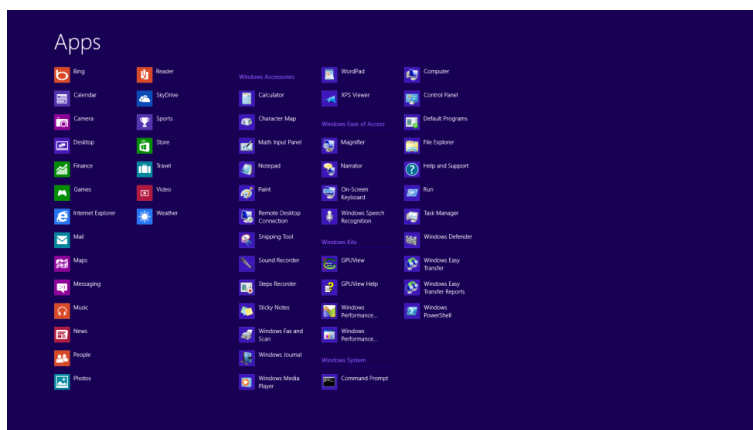 Apps
Bing
Calendar
Camera
Desktop
Finance
Games
Internet Explorer
Mail
Maps
Messaging
Music
News
People
Photos
Reader
SkyDrive
Sports
Store
Travel
Video
Weather
Windows Accessories
Calculator
Character Map
Math Input Panel
Notepad
Paint
Remote Desktop
Connection
Snipping Tool
Sound Recorder
Steps Recorder
Sticky Notes
Windows Fax and
Scan
Windows Journal
Windows Media
Player
WordPad
XPS Viewer
Windows Ease of Access
Magnifier
Narrator
On-Screen
Keyboard
Windows Speech
Recognition
Windows Kits
GPUView
GPUView Help
Windows
Performance...
Windows
Performance...
Windows System
Command Prompt
Computer
Control Panel
Default Programs
File Explorer
Help and Support
Run
Task Manager
Windows Defender
Windows Easy
Transfer
Windows Easy
Transfer Reports
Windows
PowerShell